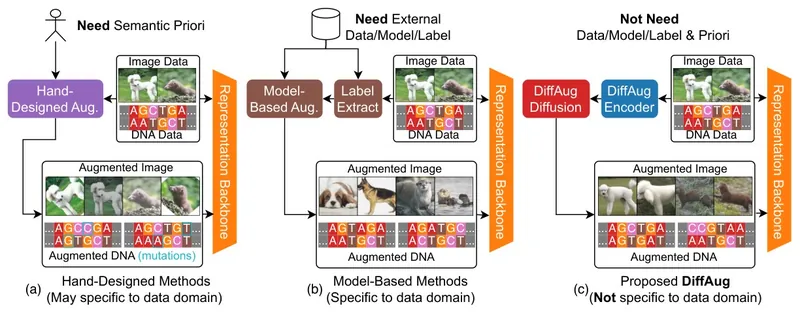 Need Semantic Priori
Image Data
Hand-
Designed Aug.
AGCTGA
AATGCT
DNA Data
Augmented Image
AGCCGA
AGCTGT
AGTGCT
AAAGCT
Augmented DNA (mutations)
Representation Backbone
(a)
Hand-Designed Methods
(May specific to data domain)
Need External
Data/Model/Label
Image Data
Model-
Based Aug.
Label
Extract
AGCTGA
AATGCT
DNA Data
Augmented Image
AGTAGA
AGATGC
AATGCT
ACTGCT
Augmented DNA
Representation Backbone
(b)
Model-Based Methods
(Specific to data domain)
Not Need
Data/Model/Label & Priori
Image Data
DiffAug
Diffusion
DiffAug
Encoder
AGCTGA
AATGCT
DNA Data
Augmented Image
AGCTGA
CCGTAA
AGTGAT
AATGCT
Augmented DNA
Representation Backbone
(c)
Proposed DiffAug
(Not specific to data domain)